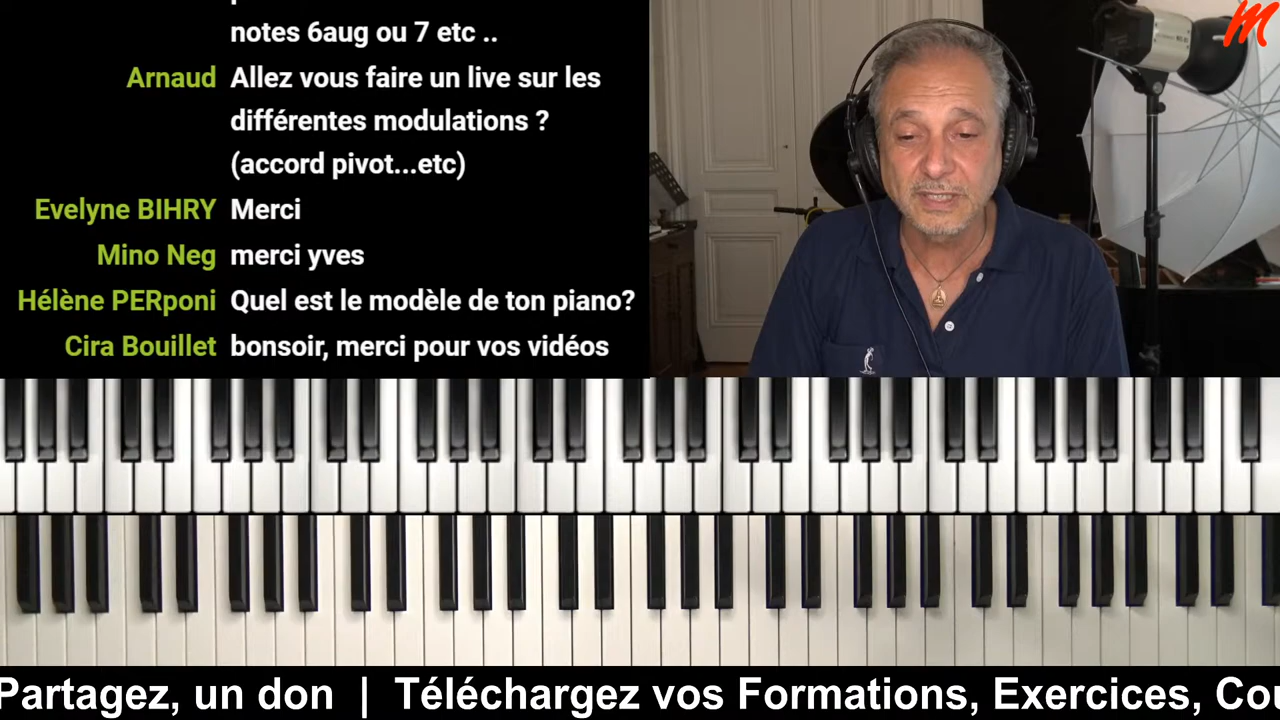 notes 6aug ou 7 etc ..
Arnaud Allez vous faire un live sur les
différentes modulations ?
(accord pivot...etc)
Evelyne BIHRY Merci
Mino Neg merci yves
Hélène PERponi Quel est le modèle de ton piano?
Cira Bouillet bonsoir, merci pour vos vidéos
Partagez, un don | Téléchargez vos Formations, Exercices, Cou